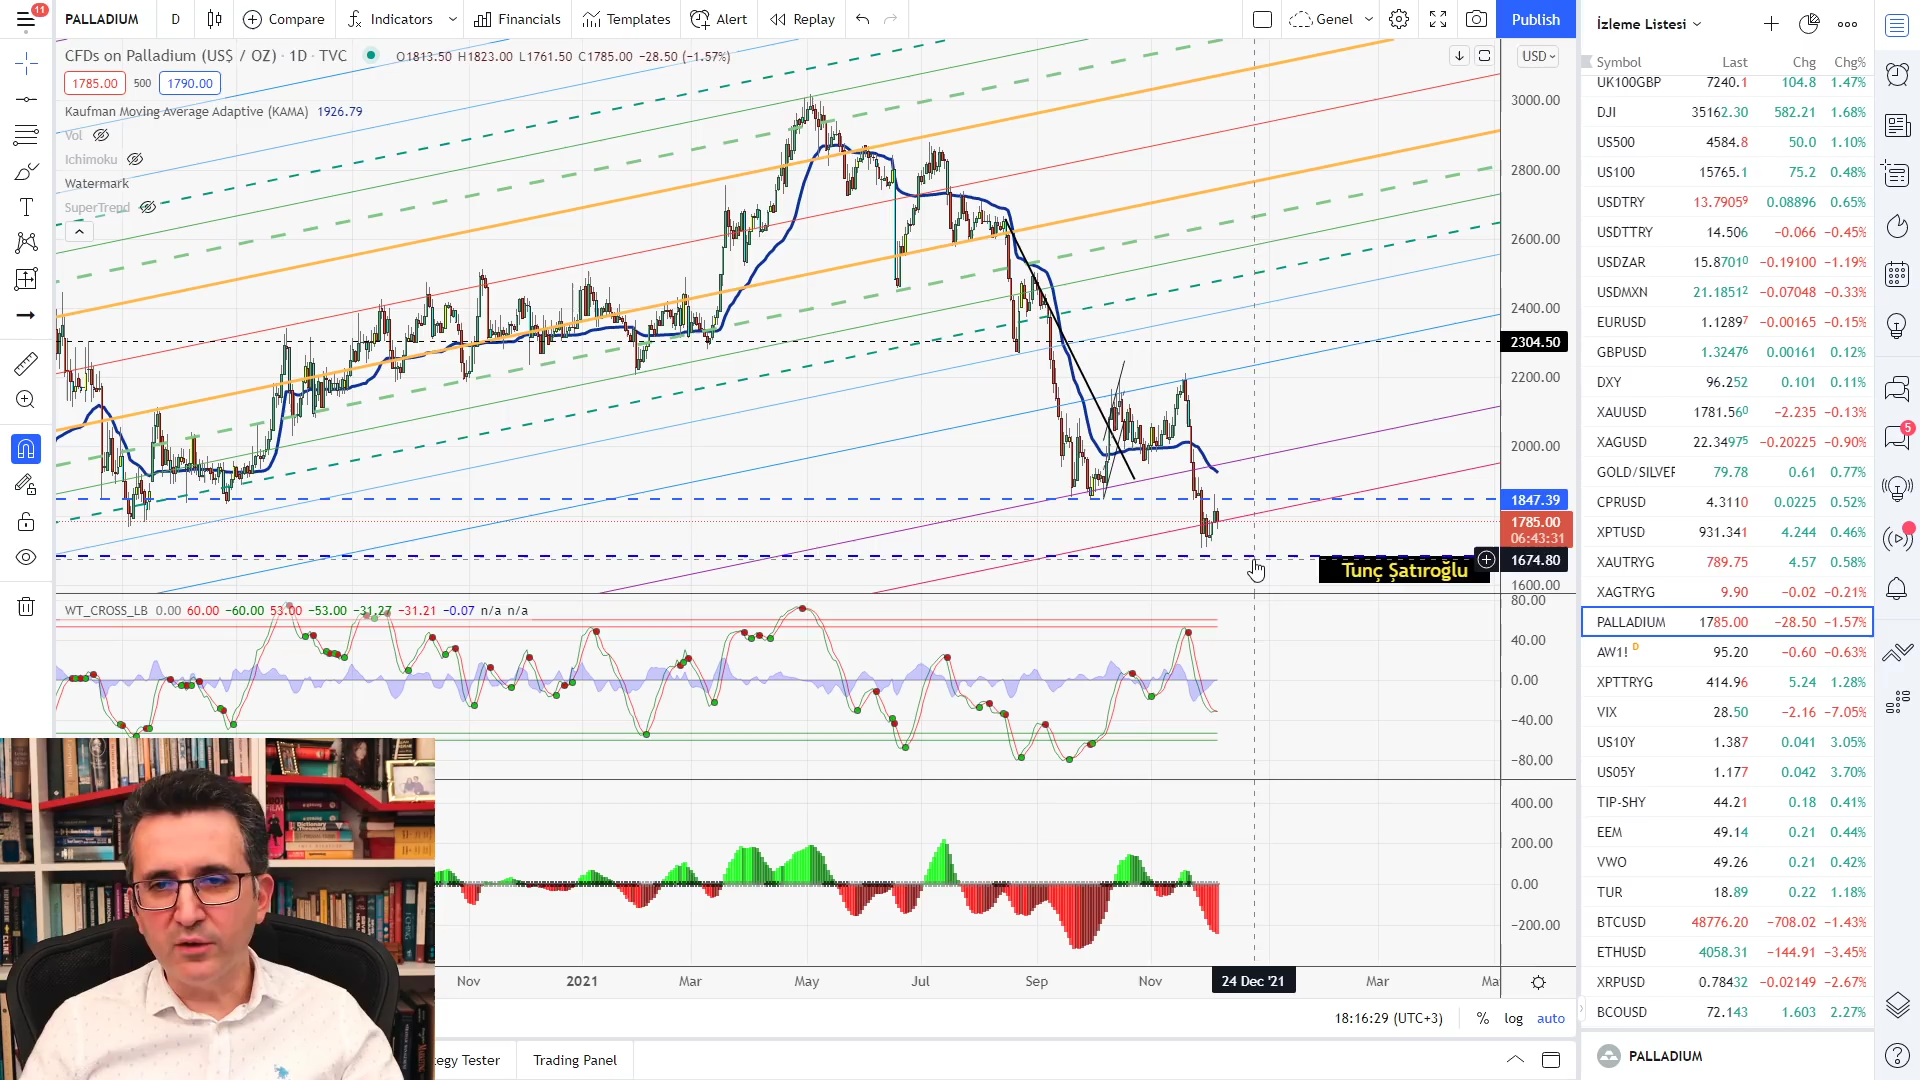 11
PALLADIUM D Compare Indicators Financials Templates Alert Replay Genel Publish
CFDs on Palladium (US$ / OZ) · 1D · TVC O1813.50 H1823.00 L1761.50 C1785.00 −28.50 (−1.57%)
1785.00 500 1790.00
Kaufman Moving Average Adaptive (KAMA) 1926.79
Vol
Ichimoku
Watermark
SuperTrend
USD
3000.00
2800.00
2600.00
2400.00
2304.50
2200.00
2000.00
1847.39
1785.00
06:43:31
1674.80
1600.00
Tunç Şatıroğlu
WT_CROSS_LB 0.00 60.00 −60.00 53.00 −53.00 −31.27 −31.21 −0.07 n/a n/a
80.00
40.00
0.00
−40.00
−80.00
400.00
200.00
0.00
−200.00
Nov 2021 Mar May Jul Sep Nov 24 Dec '21 Mar
18:16:29 (UTC+3) % log auto
tegy Tester Trading Panel
İzleme Listesi
Symbol Last Chg Chg%
UK100GBP 7240.1 104.8 1.47%
DJI 35162.30 582.21 1.68%
US500 4584.8 50.0 1.10%
US100 15765.1 75.2 0.48%
USDTRY 13.79059 0.08896 0.65%
USDTTRY 14.506 −0.066 −0.45%
USDZAR 15.87010 −0.19100 −1.19%
USDMXN 21.18512 −0.07048 −0.33%
EURUSD 1.12897 −0.00165 −0.15%
GBPUSD 1.32476 0.00161 0.12%
DXY 96.252 0.101 0.11%
XAUUSD 1781.560 −2.235 −0.13%
XAGUSD 22.34975 −0.20225 −0.90%
GOLD/SILVER 79.78 0.61 0.77%
CPRUSD 4.3110 0.0225 0.52%
XPTUSD 931.341 4.244 0.46%
XAUTRYG 789.75 4.57 0.58%
XAGTRYG 9.90 −0.02 −0.21%
PALLADIUM 1785.00 −28.50 −1.57%
AW1! D 95.20 −0.60 −0.63%
XPTTRYG 414.96 5.24 1.28%
VIX 28.50 −2.16 −7.05%
US10Y 1.387 0.041 3.05%
US05Y 1.177 0.042 3.70%
TIP-SHY 44.21 0.18 0.41%
EEM 49.14 0.21 0.44%
VWO 49.26 0.21 0.42%
TUR 18.89 0.22 1.18%
BTCUSD 48776.20 −708.02 −1.43%
ETHUSD 4058.31 −144.91 −3.45%
XRPUSD 0.78432 −0.02149 −2.67%
BCOUSD 72.143 1.603 2.27%
PALLADIUM
5